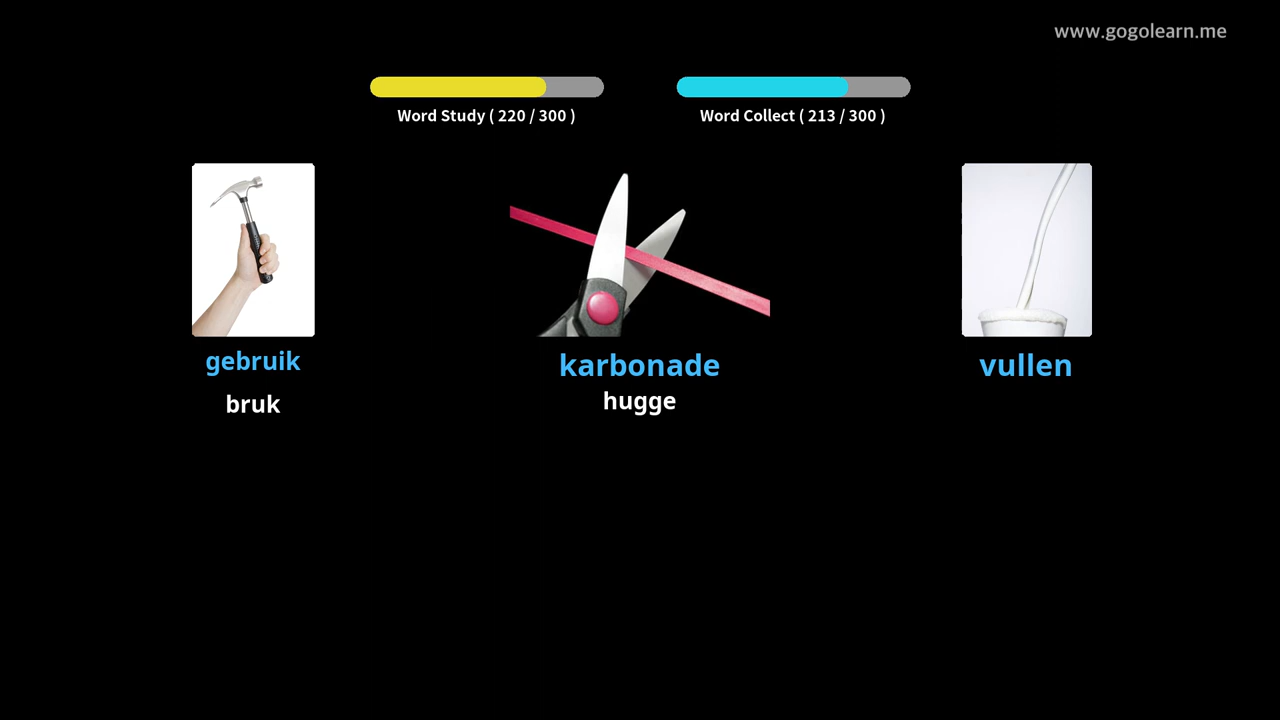 www.gogolearn.me
Word Study ( 220 / 300 )
Word Collect ( 213 / 300 )
gebruik
bruk
karbonade
hugge
vullen